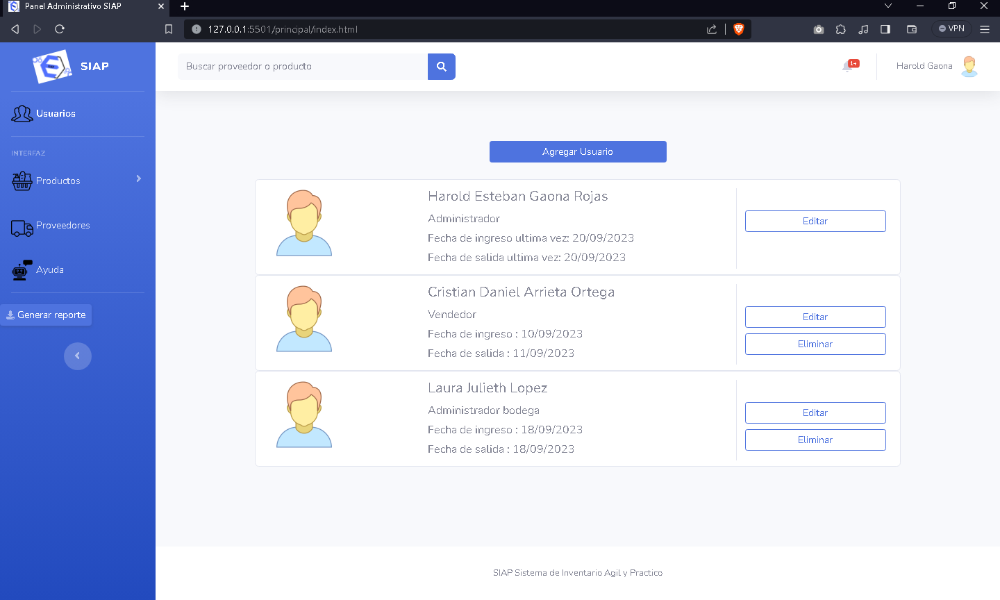 Panel Administrativo SIAP
127.0.0.1:5501/principal/index.html
VPN
SIAP
Buscar proveedor o producto
1+
Harold Gaona
Usuarios
INTERFAZ
Productos
Proveedores
Ayuda
Generar reporte
Agregar Usuario
Harold Esteban Gaona Rojas
Administrador
Fecha de ingreso ultima vez: 20/09/2023
Fecha de salida ultima vez: 20/09/2023
Editar
Cristian Daniel Arrieta Ortega
Vendedor
Fecha de ingreso : 10/09/2023
Fecha de salida : 11/09/2023
Editar
Eliminar
Laura Julieth Lopez
Administrador bodega
Fecha de ingreso : 18/09/2023
Fecha de salida : 18/09/2023
Editar
Eliminar
SIAP Sistema de Inventario Agil y Practico